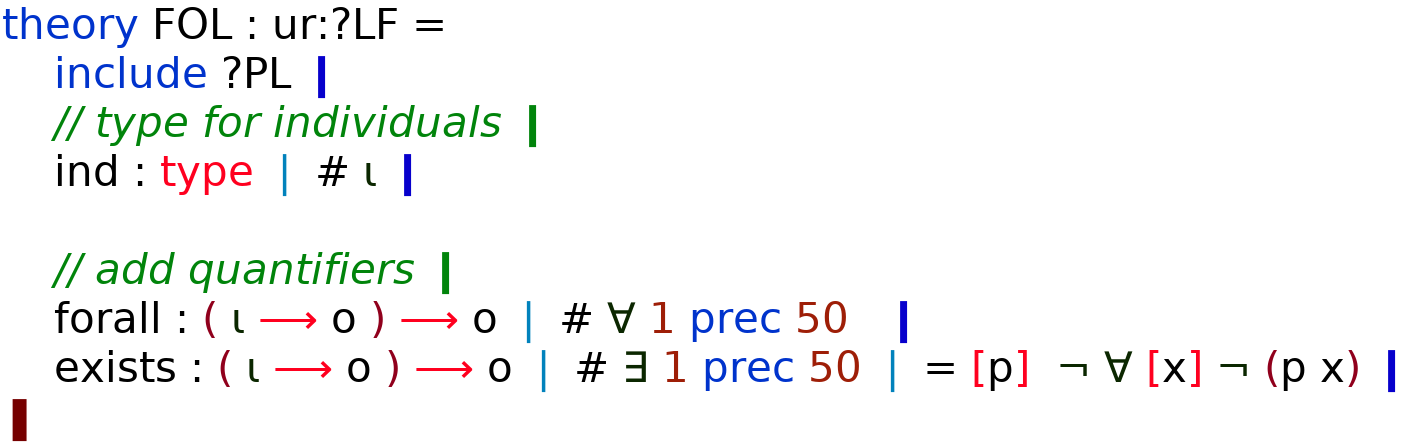 theory FOL : ur:?LF =
include ?PL ❙
// type for individuals ❙
ind : type ❘ # ι ❙
// add quantifiers ❙
forall : ( ι ⟶ o ) ⟶ o ❘ # ∀ 1 prec 50 ❙
exists : ( ι ⟶ o ) ⟶ o ❘ # ∃ 1 prec 50 ❘ = [p] ¬ ∀ [x] ¬ (p x) ❙
❚